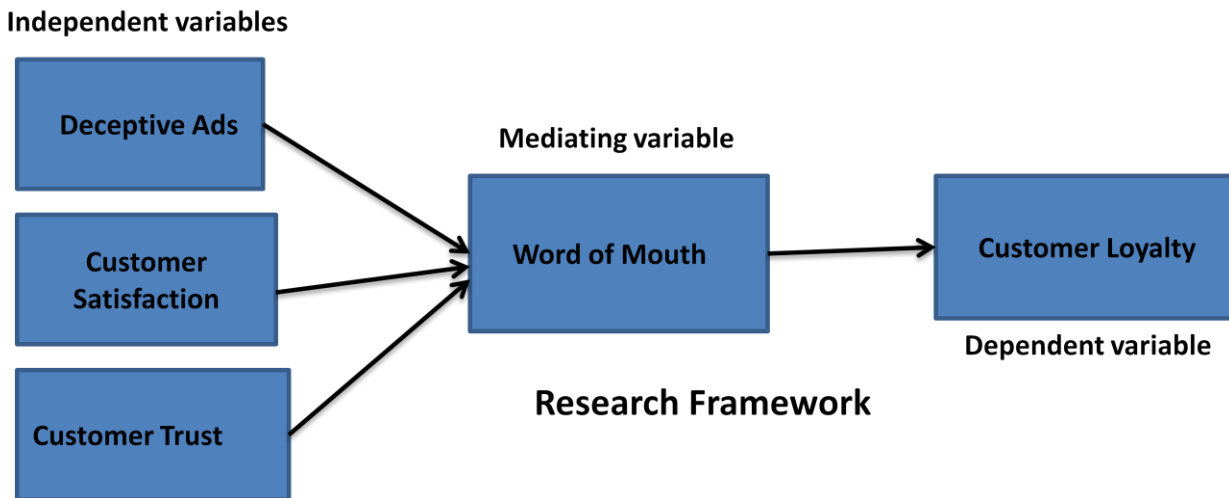 Independent variables
Deceptive Ads
Customer
Satisfaction
Customer Trust
Mediating variable
Word of Mouth
Customer Loyalty
Dependent variable
Research Framework